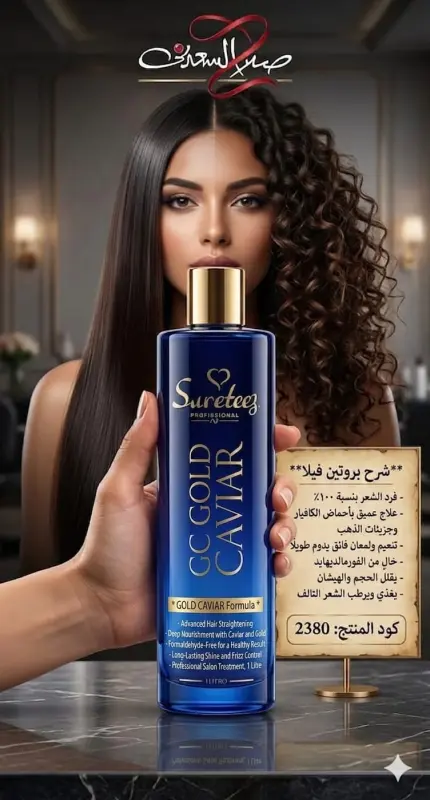 صلاح السعدني
Sureteez
PROFISSIONAL
GC GOLD
CAVIAR
* GOLD CAVIAR Formula *
- Advanced Hair Straightening
- Deep Nourishment with Caviar and Gold
- Formaldehyde-Free for a Healthy Result
- Long-Lasting Shine and Frizz Control
- Professional Salon Treatment, 1 Litre
1 LITRO
**شرح بروتين فيلا**
- فرد الشعر بنسبة ١٠٠٪
- علاج عميق بأحماض الكافيار
وجزيئات الذهب
- تنعيم ولمعان فائق يدوم طويلاً
- خالٍ من الفورمالديهايد
- يقلل الحجم والهيشان
- يغذي ويرطب الشعر التالف
كود المنتج: 2380